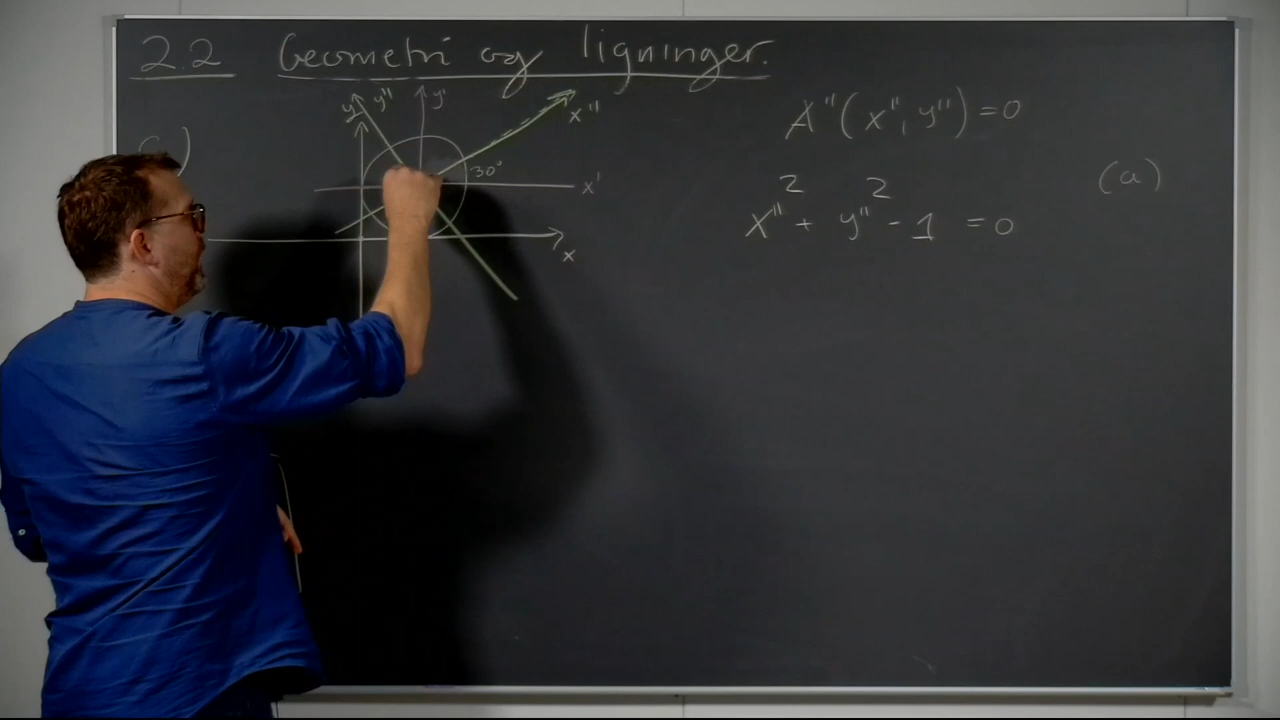 2.2 Geometri og ligninger.
y y" y' x"
A"(x", y") = 0
a)
30°
x'
(a)
x"² + y"² - 1 = 0
x